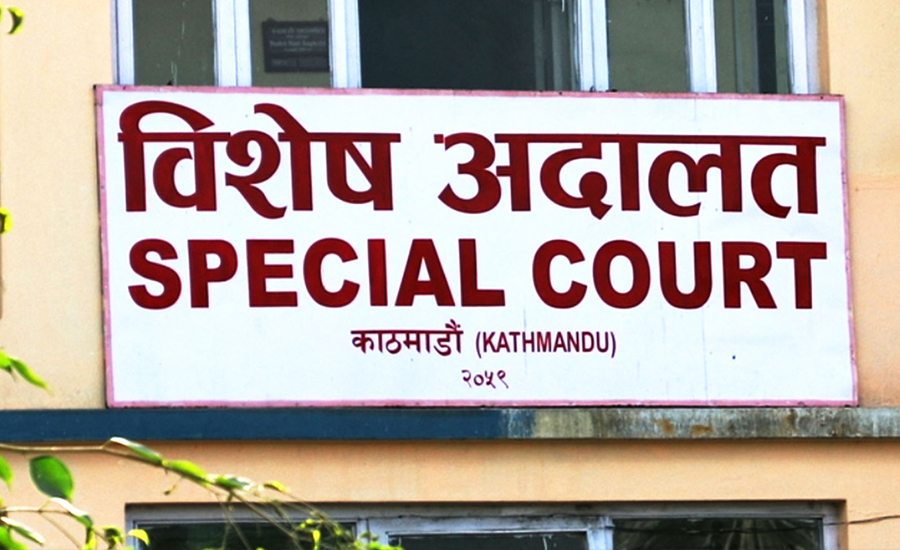 विशेष अदालत
SPECIAL COURT
काठमाडौं (KATHMANDU)
२०५९